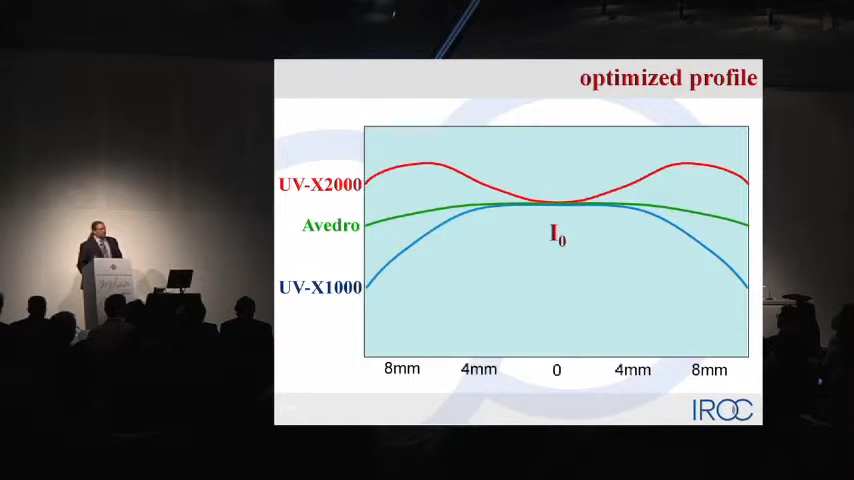 optimized profile
UV-X2000
Avedro
I₀
UV-X1000
8mm 4mm 0 4mm 8mm
IROC